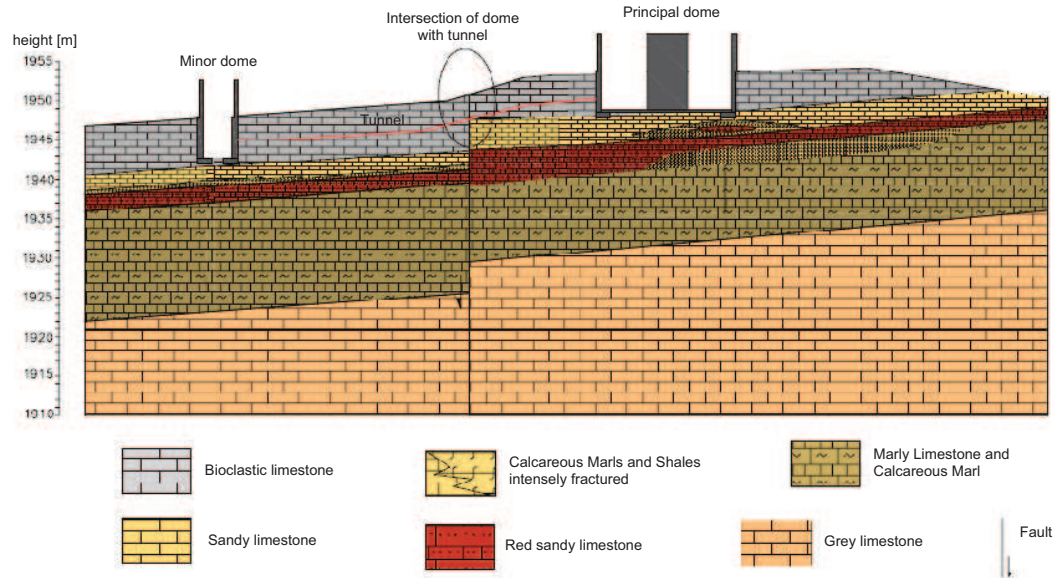 Principal dome
Intersection of dome
with tunnel
height [m]
Minor dome
1955
1950
1945
1940
1935
1930
1925
1920
1915
1910
Tunnel
Bioclastic limestone
Calcareous Marls and Shales
intensely fractured
Marly Limestone and
Calcareous Marl
Sandy limestone
Red sandy limestone
Grey limestone
Fault